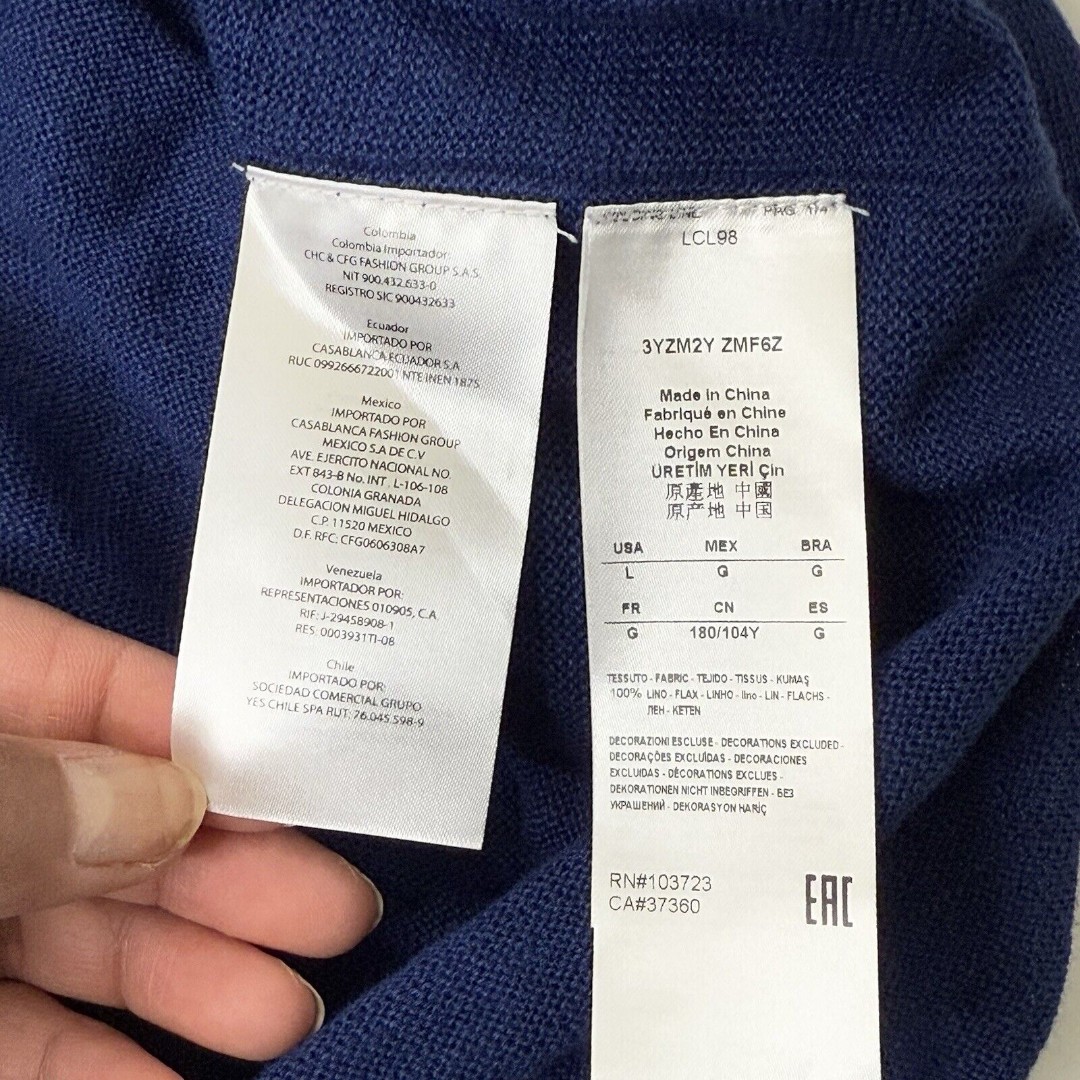 Colombia
Colombia Importador:
CHC & CFG FASHION GROUP S.A.S.
NIT 900.432.633-0
REGISTRO SIC 900432633
Ecuador
IMPORTADO POR
CASABLANCA ECUADOR S.A
RUC 0992666722001 NTE INEN 1875
Mexico
IMPORTADO POR
CASABLANCA FASHION GROUP
MEXICO S.A DE C.V
AVE. EJERCITO NACIONAL NO.
EXT 843-B No. INT . L-106-108
COLONIA GRANADA
DELEGACION MIGUEL HIDALGO
C.P. 11520 MEXICO
D.F. RFC; CFG0606308A7
Venezuela
IMPORTADOR POR:
REPRESENTACIONES 010905, C.A.
RIF: J-29458908-1
RES: 0003931TI-08
Chile
IMPORTADO POR:
SOCIEDAD COMERCIAL GRUPO
YES CHILE SPA RUT: 76.045.598-9
PAG. 1/4
LCL98
3YZM2Y ZMF6Z
Made in China
Fabriqué en Chine
Hecho En China
Origem China
ÜRETİM YERİ Çin
原產地 中國
原产地 中国
USA MEX BRA
L G G
FR CN ES
G 180/104Y G
TESSUTO - FABRIC - TEJIDO - TISSUS - KUMAŞ
100% LINO - FLAX - LINHO - lino - LIN - FLACHS -
ЛЕН - KETEN
DECORAZIONI ESCLUSE - DECORATIONS EXCLUDED -
DECORAÇÕES EXCLUÍDAS - DECORACIONES
EXCLUIDAS - DÉCORATIONS EXCLUES -
DEKORATIONEN NICHT INBEGRIFFEN - БЕЗ
УКРАШЕНИЙ - DEKORASYON HARİÇ
RN#103723
CA#37360
EAC